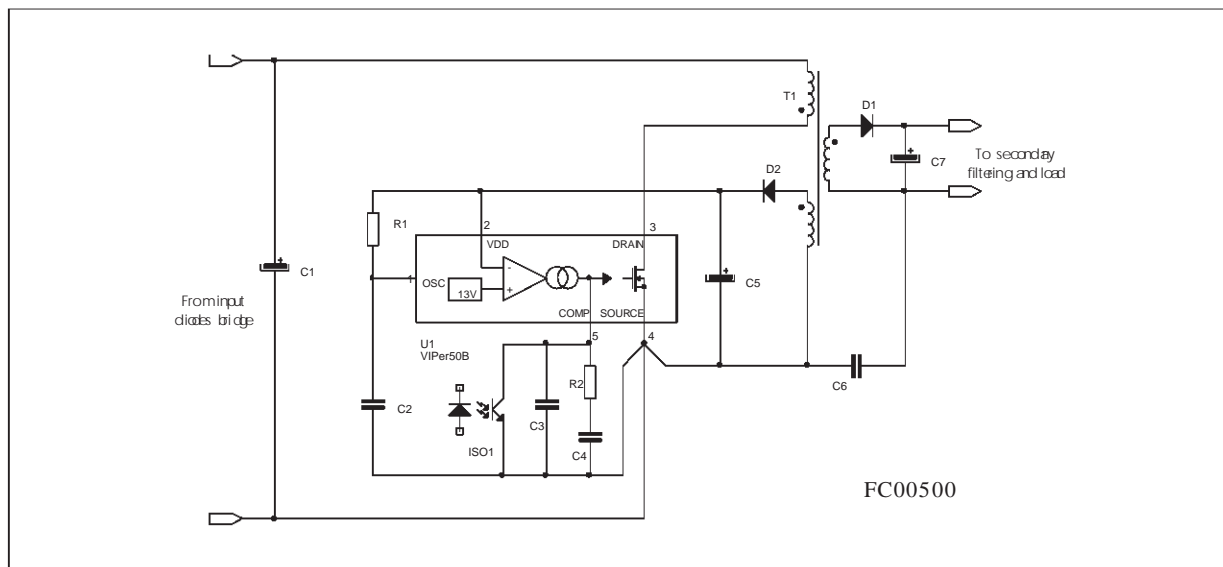 T1
D1
C7
To secondary
filtering and load
D2
R1
2
3
VDD
DRAIN
1
OSC
-
+
13V
COMP
SOURCE
C1
From input
diodes bridge
C5
U1
VIPer50B
5
4
R2
C6
C2
ISO1
C3
C4
FC00500